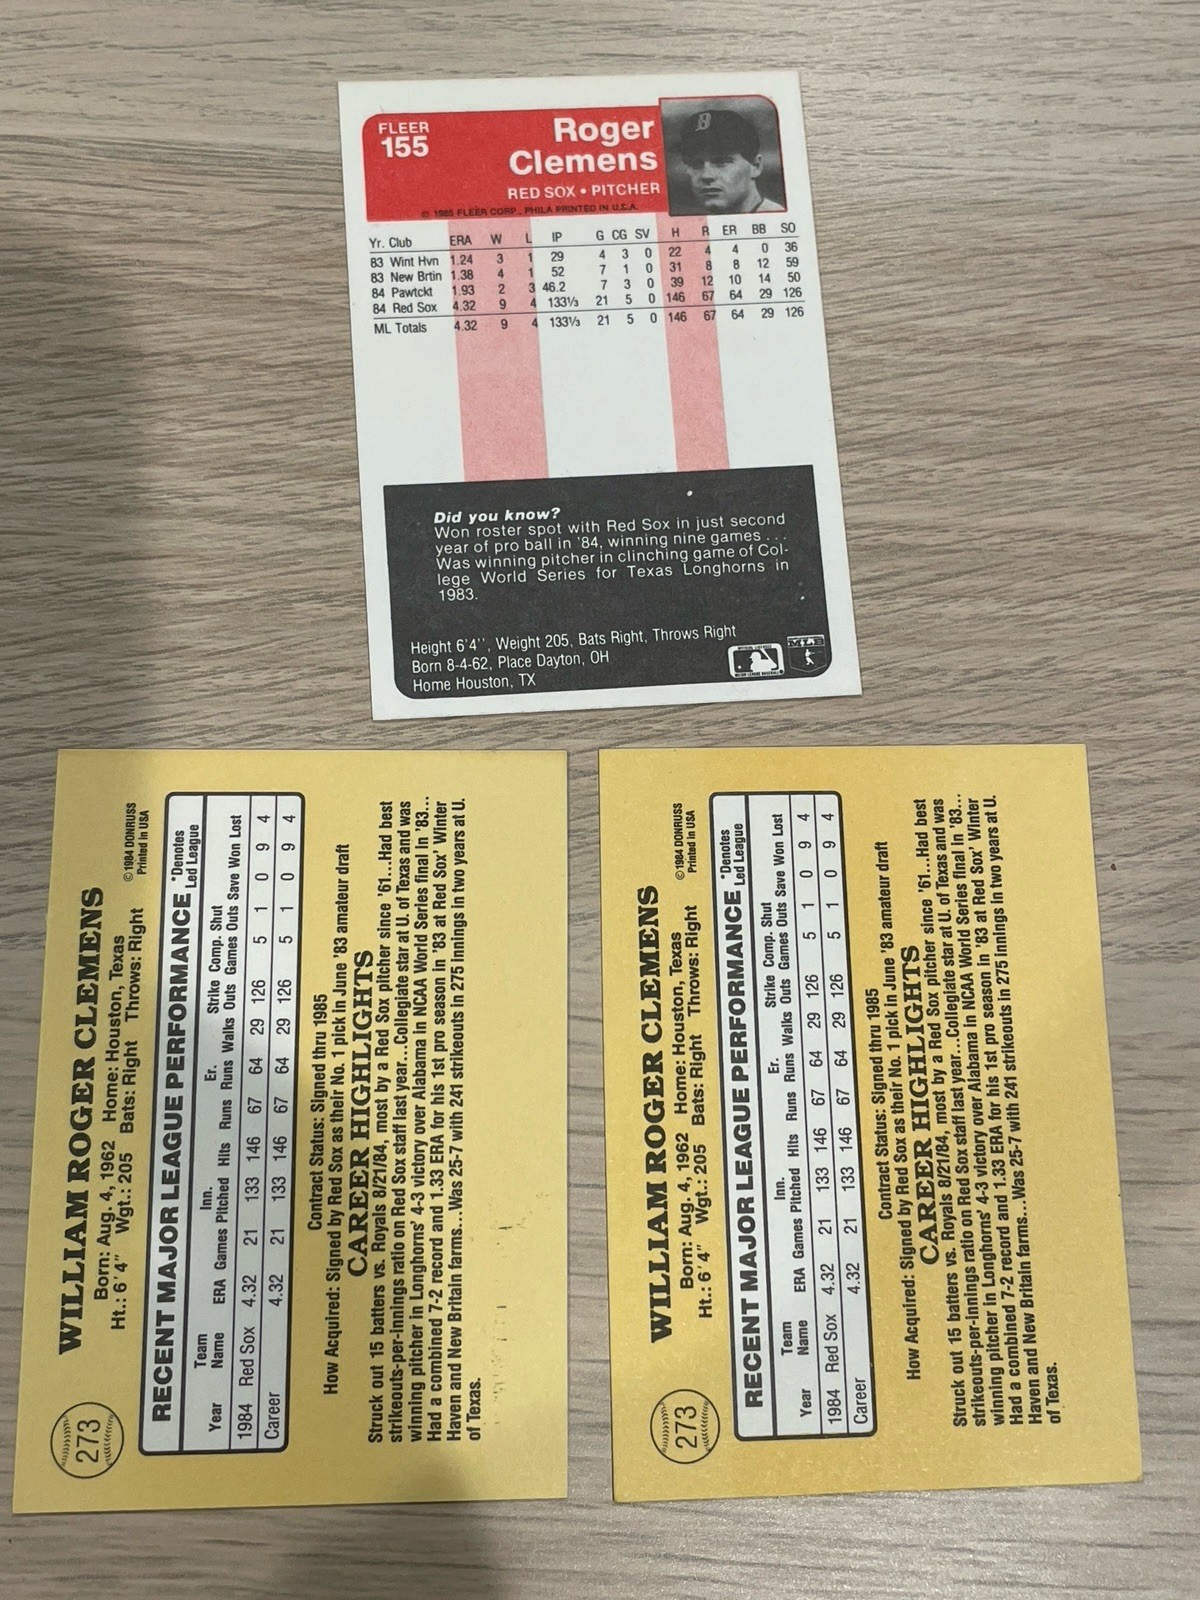 FLEER
155
Roger
Clemens
RED SOX • PITCHER
© 1985 FLEER CORP., PHILA PRINTED IN U.S.A.
Yr. Club ERA W L IP G CG SV H R ER BB SO
83 Wint Hvn 1.24 3 1 29 4 3 0 22 4 4 0 36
83 New Brtin 1.38 4 1 52 7 1 0 31 8 8 12 59
84 Pawtckt 1.93 2 3 46.2 7 3 0 39 12 10 14 50
84 Red Sox 4.32 9 4 133⅓ 21 5 0 146 67 64 29 126
ML Totals 4.32 9 4 133⅓ 21 5 0 146 67 64 29 126
Did you know?
Won roster spot with Red Sox in just second
year of pro ball in '84, winning nine games . . .
Was winning pitcher in clinching game of Col-
lege World Series for Texas Longhorns in
1983.
Height 6'4'', Weight 205, Bats Right, Throws Right
Born 8-4-62, Place Dayton, OH
Home Houston, TX
273
WILLIAM ROGER CLEMENS
©1984 DONRUSS
Printed in USA
Born: Aug. 4, 1962 Home: Houston, Texas
Ht.: 6'4" Wgt.: 205 Bats: Right Throws: Right
RECENT MAJOR LEAGUE PERFORMANCE
*Denotes
Led League
Team Inn. Er. Strike Comp. Shut
Year Name ERA Games Pitched Hits Runs Runs Walks Outs Games Outs Save Won Lost
1984 Red Sox 4.32 21 133 146 67 64 29 126 5 1 0 9 4
Career 4.32 21 133 146 67 64 29 126 5 1 0 9 4
Contract Status: Signed thru 1985
How Acquired: Signed by Red Sox as their No. 1 pick in June '83 amateur draft
CAREER HIGHLIGHTS
Struck out 15 batters vs. Royals 8/21/84, most by a Red Sox pitcher since '61...Had best
strikeouts-per-innings ratio on Red Sox staff last year...Collegiate star at U. of Texas and was
winning pitcher in Longhorns' 4-3 victory over Alabama in NCAA World Series final in '83...
Had a combined 7-2 record and 1.33 ERA for his 1st pro season in '83 at Red Sox' Winter
Haven and New Britain farms...Was 25-7 with 241 strikeouts in 275 innings in two years at U.
of Texas.
273
WILLIAM ROGER CLEMENS
©1984 DONRUSS
Printed in USA
Born: Aug. 4, 1962 Home: Houston, Texas
Ht.: 6'4" Wgt.: 205 Bats: Right Throws: Right
RECENT MAJOR LEAGUE PERFORMANCE
*Denotes
Led League
Team Inn. Er. Strike Comp. Shut
Year Name ERA Games Pitched Hits Runs Runs Walks Outs Games Outs Save Won Lost
1984 Red Sox 4.32 21 133 146 67 64 29 126 5 1 0 9 4
Career 4.32 21 133 146 67 64 29 126 5 1 0 9 4
Contract Status: Signed thru 1985
How Acquired: Signed by Red Sox as their No. 1 pick in June '83 amateur draft
CAREER HIGHLIGHTS
Struck out 15 batters vs. Royals 8/21/84, most by a Red Sox pitcher since '61...Had best
strikeouts-per-innings ratio on Red Sox staff last year...Collegiate star at U. of Texas and was
winning pitcher in Longhorns' 4-3 victory over Alabama in NCAA World Series final in '83...
Had a combined 7-2 record and 1.33 ERA for his 1st pro season in '83 at Red Sox' Winter
Haven and New Britain farms...Was 25-7 with 241 strikeouts in 275 innings in two years at U.
of Texas.